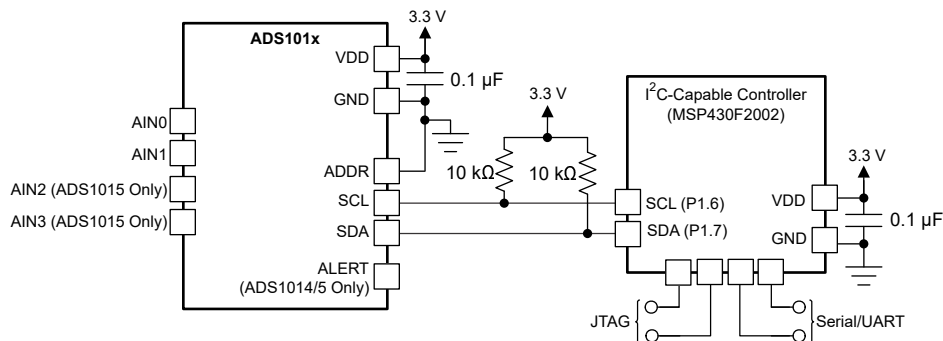 3.3 V
ADS101x
VDD
0.1 µF
GND
3.3 V
I²C-Capable Controller
(MSP430F2002)
AIN0
AIN1
3.3 V
ADDR
10 kΩ
10 kΩ
AIN2 (ADS1015 Only)
SCL
SCL (P1.6)
VDD
0.1 µF
AIN3 (ADS1015 Only)
SDA
SDA (P1.7)
GND
ALERT
(ADS1014/5 Only)
JTAG
Serial/UART